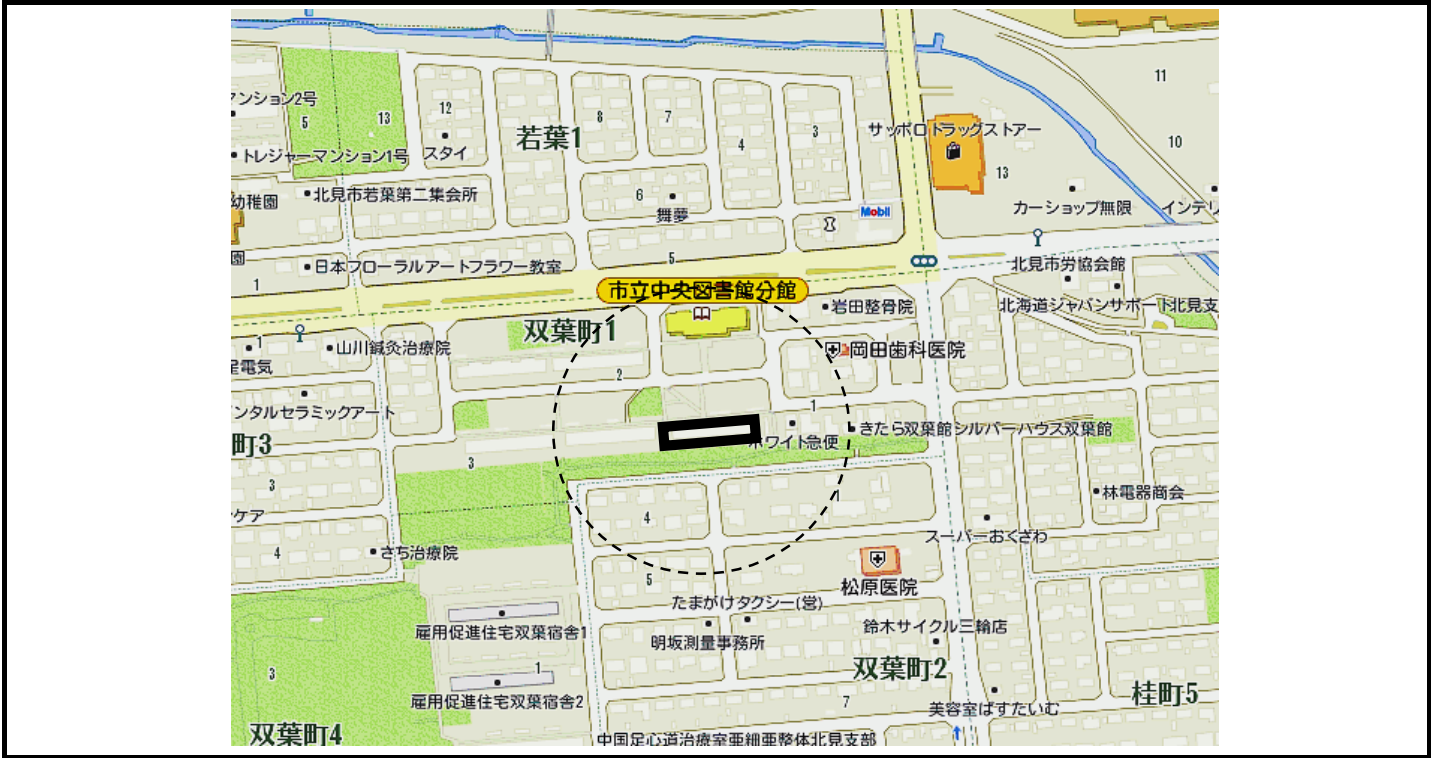 11
マンション2号
5
13
12
8
7
サッポロドラッグストアー
若葉1
4
3
10
トレジャーマンション1号
スタイ
13
北見市若葉第二集会所
6
幼稚園
舞夢
Mobil
カーショップ無限
インテリ
園
日本フローラルアートフラワー教室
5
北見市労協会館
1
市立中央図書館分館
岩田整骨院
北海道ジャパンサポート北見支
双葉町1
1
山川鍼灸治療院
岡田歯科医院
電気
2
ンタルセラミックアート
1
きたら双葉館シルバーハウス双葉館
町3
ホワイト急便
3
3
林電器商会
1
ケア
4
スーパーおくざわ
4
さち治療院
5
松原医院
たまがけタクシー(営)
雇用促進住宅双葉宿舎1
鈴木サイクル三輪店
明坂測量事務所
3
1
双葉町2
桂町5
雇用促進住宅双葉宿舎2
7
美容室ぱすたいむ
双葉町4
中国足心道治療室亜細亜整体北見支部